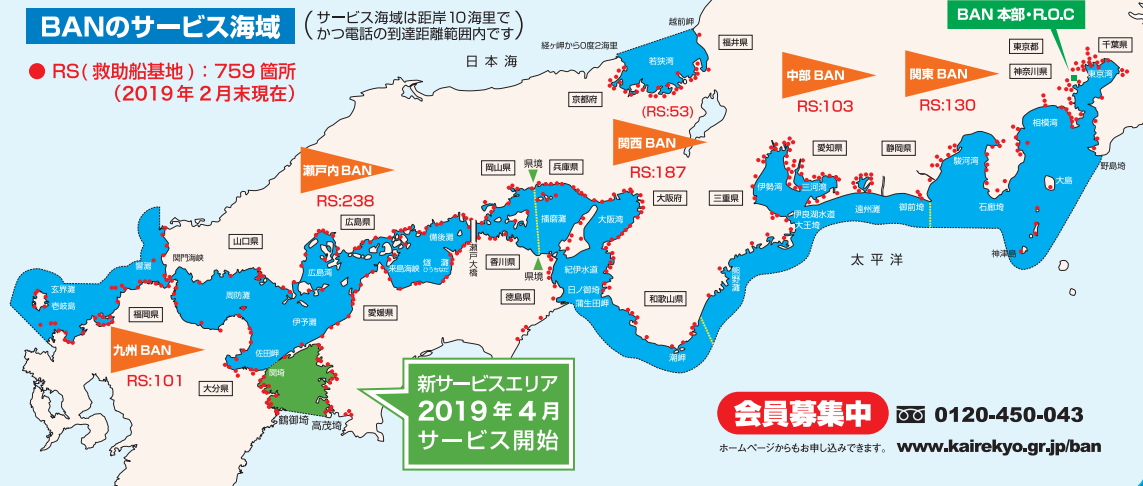 BANのサービス海域
(サービス海域は距岸10海里で
かつ電話の到達距離範囲内です)
● RS(救助船基地):759箇所
(2019年2月末現在)
日本海
経ヶ岬から0度2海里
越前岬
福井県
若狭湾
京都府
(RS:53)
BAN 本部・R.O.C
東京都
千葉県
神奈川県
東京湾
中部 BAN
RS:103
関東 BAN
RS:130
関西 BAN
RS:187
瀬戸内 BAN
RS:238
九州 BAN
RS:101
相模湾
野島埼
大島
石廊埼
神津島
駿河湾
静岡県
愛知県
伊勢湾
三河湾
伊良湖水道
大王埼
遠州灘
御前埼
三重県
太平洋
熊野灘
和歌山県
潮岬
大阪府
大阪湾
兵庫県
県境
岡山県
播磨灘
県境
香川県
紀伊水道
日ノ御埼
蒲生田岬
徳島県
瀬戸大橋
備後灘
燧灘
ひうちなだ
来島海峡
広島県
広島湾
愛媛県
山口県
関門海峡
周防灘
伊予灘
響灘
玄界灘
壱岐島
福岡県
佐田岬
関埼
大分県
鶴御埼
高茂埼
新サービスエリア
2019年4月
サービス開始
会員募集中
0120-450-043
ホームページからもお申し込みできます。
www.kairekyo.gr.jp/ban